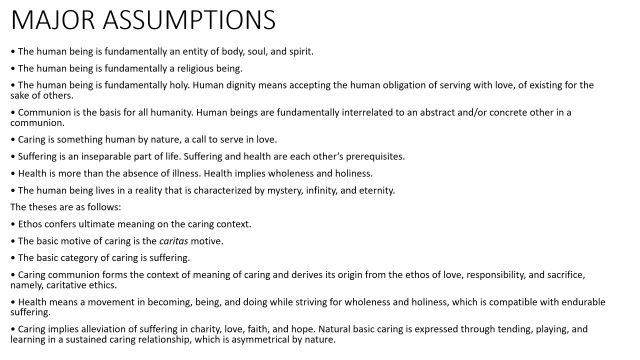 MAJOR ASSUMPTIONS
• The human being is fundamentally an entity of body, soul, and spirit.
• The human being is fundamentally a religious being.
• The human being is fundamentally holy. Human dignity means accepting the human obligation of serving with love, of existing for the
sake of others.
• Communion is the basis for all humanity. Human beings are fundamentally interrelated to an abstract and/or concrete other in a
communion.
• Caring is something human by nature, a call to serve in love.
• Suffering is an inseparable part of life. Suffering and health are each other's prerequisites.
• Health is more than the absence of illness. Health implies wholeness and holiness.
• The human being lives in a reality that is characterized by mystery, infinity, and eternity.
The theses are as follows:
• Ethos confers ultimate meaning on the caring context.
• The basic motive of caring is the caritas motive.
• The basic category of caring is suffering.
• Caring communion forms the context of meaning of caring and derives its origin from the ethos of love, responsibility, and sacrifice,
namely, caritative ethics.
• Health means a movement in becoming, being, and doing while striving for wholeness and holiness, which is compatible with endurable
suffering.
• Caring implies alleviation of suffering in charity, love, faith, and hope. Natural basic caring is expressed through tending, playing, and
learning in a sustained caring relationship, which is asymmetrical by nature.